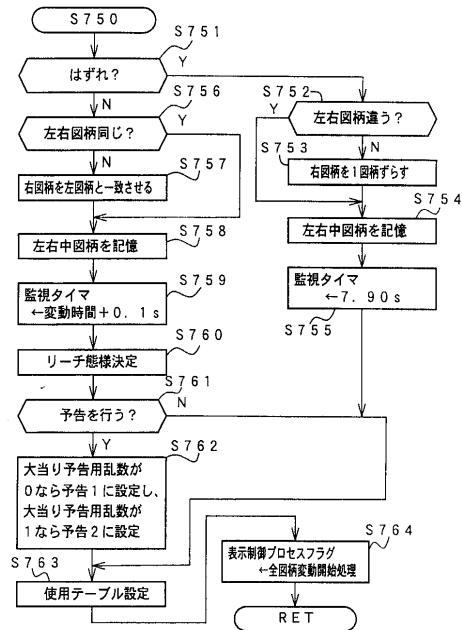 S750
S751
はずれ?
Y
N
S756
左右図柄同じ?
Y
N
S757
右図柄を左図柄と一致させる
S758
左右中図柄を記憶
S759
監視タイマ
←変動時間+0.1s
S760
リーチ態様決定
S761
予告を行う?
N
Y
S762
大当り予告用乱数が
0なら予告1に設定し、
大当り予告用乱数が
1なら予告2に設定
S763
使用テーブル設定
S752
Y
左右図柄違う?
N
S753
右図柄を1図柄ずらす
S754
左右中図柄を記憶
監視タイマ
←7.90s
S755
S764
表示制御プロセスフラグ
←全図柄変動開始処理
RET